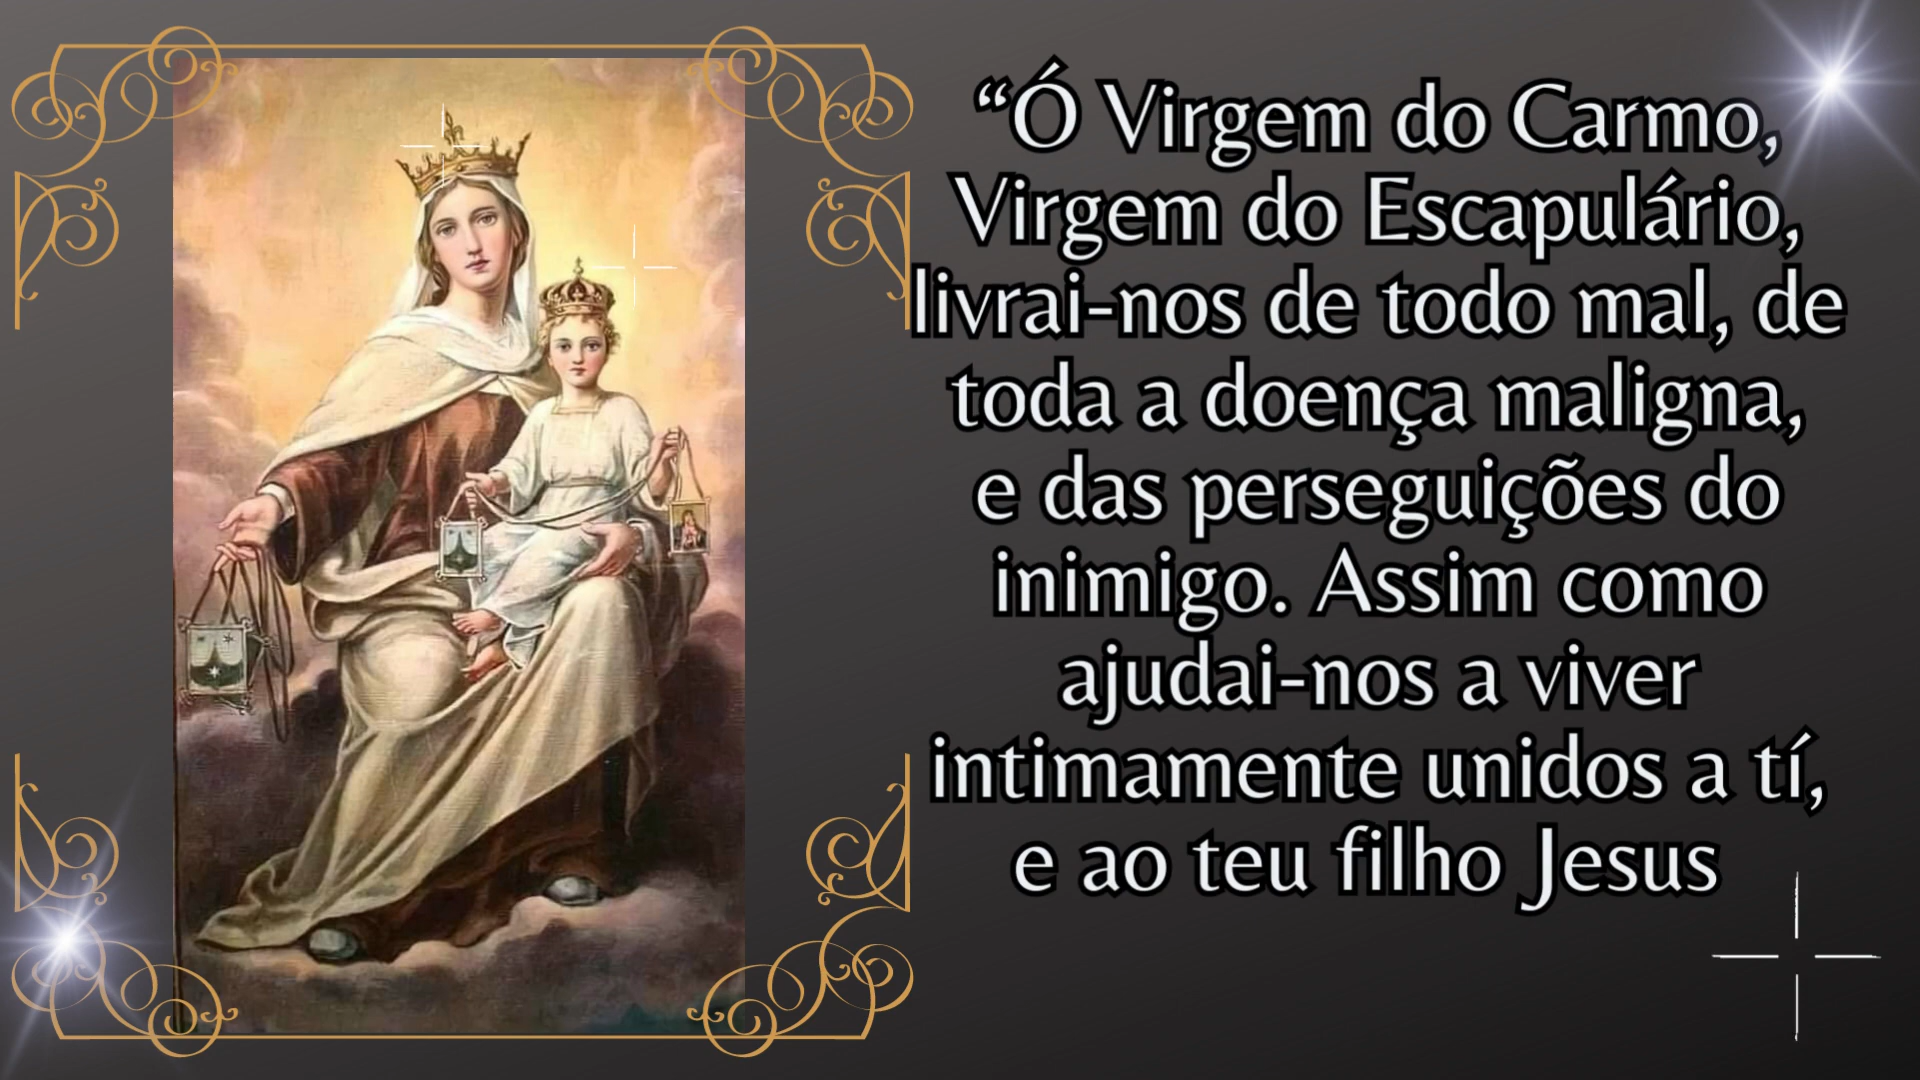 “Ó Virgem do Carmo,
Virgem do Escapulário,
livrai-nos de todo mal, de
toda a doença maligna,
e das perseguições do
inimigo. Assim como
ajudai-nos a viver
intimamente unidos a tí,
e ao teu filho Jesus